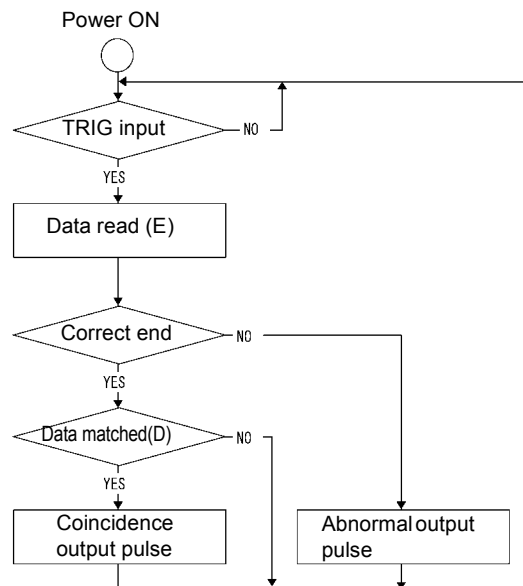 Power ON
TRIG input
NO
YES
Data read (E)
Correct end
NO
YES
Data matched(D)
NO
YES
Coincidence
output pulse
Abnormal output
pulse